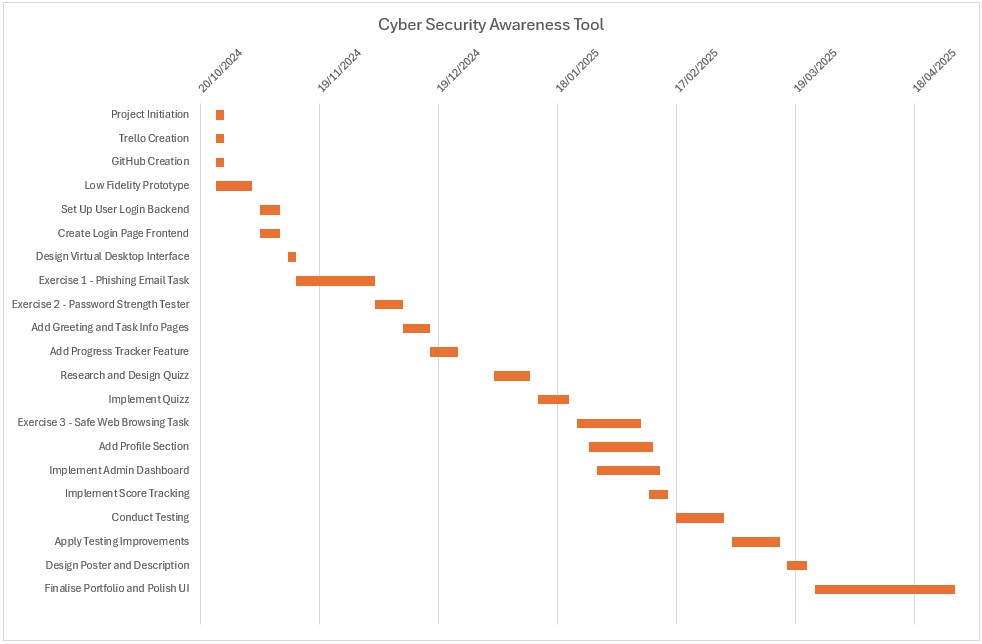 Cyber Security Awareness Tool
20/10/2024
19/11/2024
19/12/2024
18/01/2025
17/02/2025
19/03/2025
18/04/2025
Project Initiation
Trello Creation
GitHub Creation
Low Fidelity Prototype
Set Up User Login Backend
Create Login Page Frontend
Design Virtual Desktop Interface
Exercise 1 - Phishing Email Task
Exercise 2 - Password Strength Tester
Add Greeting and Task Info Pages
Add Progress Tracker Feature
Research and Design Quizz
Implement Quizz
Exercise 3 - Safe Web Browsing Task
Add Profile Section
Implement Admin Dashboard
Implement Score Tracking
Conduct Testing
Apply Testing Improvements
Design Poster and Description
Finalise Portfolio and Polish UI